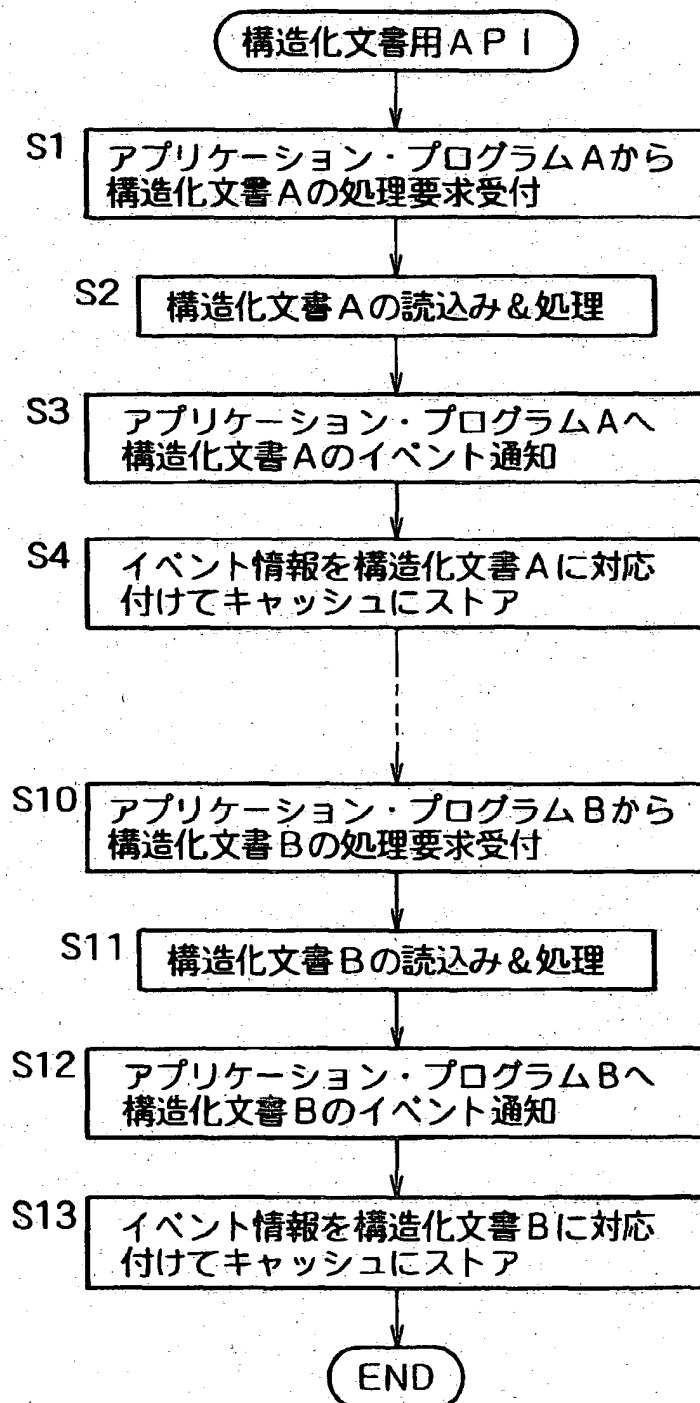 構造化文書用API
S1
アプリケーション・プログラムAから
構造化文書Aの処理要求受付
S2
構造化文書Aの読込み&処理
S3
アプリケーション・プログラムAへ
構造化文書Aのイベント通知
S4
イベント情報を構造化文書Aに対応
付けてキャッシュにストア
S10
アプリケーション・プログラムBから
構造化文書Bの処理要求受付
S11
構造化文書Bの読込み&処理
S12
アプリケーション・プログラムBへ
構造化文書Bのイベント通知
S13
イベント情報を構造化文書Bに対応
付けてキャッシュにストア
END